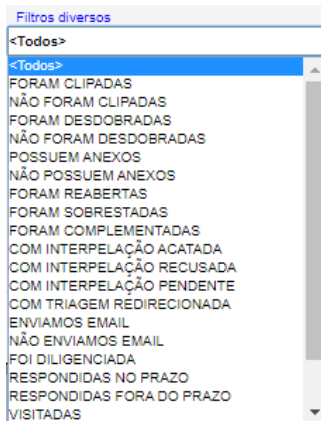 Filtros diversos
<Todos>
<Todos>
FORAM CLIPADAS
NÃO FORAM CLIPADAS
FORAM DESDOBRADAS
NÃO FORAM DESDOBRADAS
POSSUEM ANEXOS
NÃO POSSUEM ANEXOS
FORAM REABERTAS
FORAM SOBRESTADAS
FORAM COMPLEMENTADAS
COM INTERPELAÇÃO ACATADA
COM INTERPELAÇÃO RECUSADA
COM INTERPELAÇÃO PENDENTE
COM TRIAGEM REDIRECIONADA
ENVIAMOS EMAIL
NÃO ENVIAMOS EMAIL
FOI DILIGENCIADA
RESPONDIDAS NO PRAZO
RESPONDIDAS FORA DO PRAZO
VISITADAS